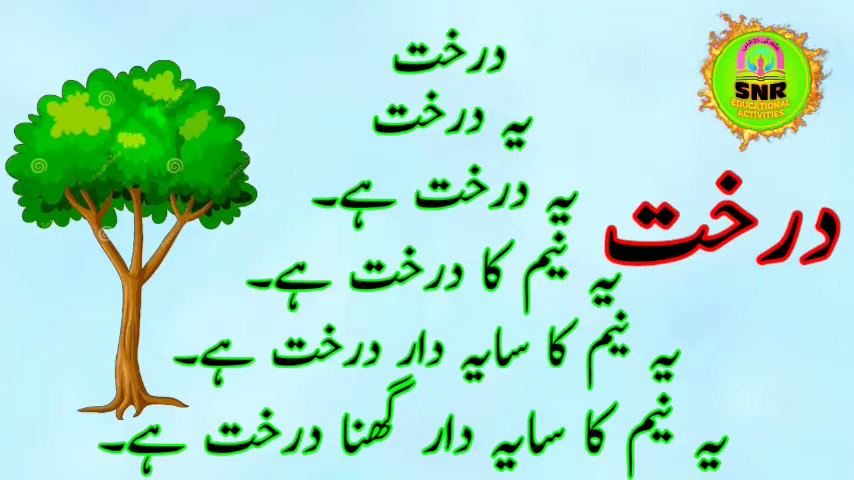 درخت
یہ درخت
یہ درخت ہے۔
یہ نیم کا درخت ہے۔
یہ نیم کا سایہ دار درخت ہے۔
یہ نیم کا سایہ دار گھنا درخت ہے۔
درخت
SNR
EDUCATIONAL
ACTIVITIES